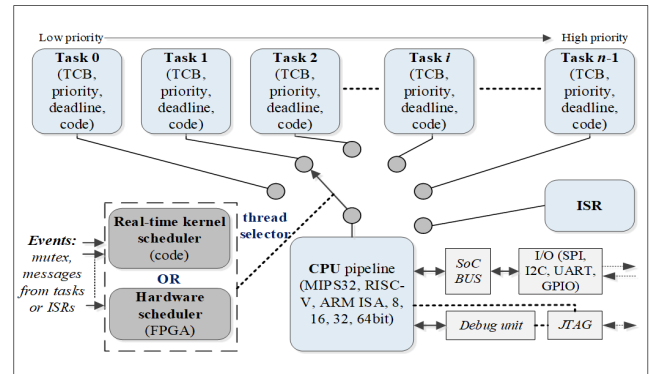 Low priority
High priority
Task 0
(TCB,
priority,
deadline,
code)
Task 1
(TCB,
priority,
deadline,
code)
Task 2
(TCB,
priority,
deadline,
code)
Task i
(TCB,
priority,
deadline,
code)
Task n-1
(TCB,
priority,
deadline,
code)
Real-time kernel
scheduler
(code)
thread
selector
ISR
Events:
mutex,
messages
from tasks
or ISRs
OR
Hardware
scheduler
(FPGA)
CPU pipeline
(MIPS32, RISC-
V, ARM ISA, 8,
16, 32, 64bit)
SoC
BUS
I/O (SPI,
I2C, UART,
GPIO)
Debug unit
JTAG